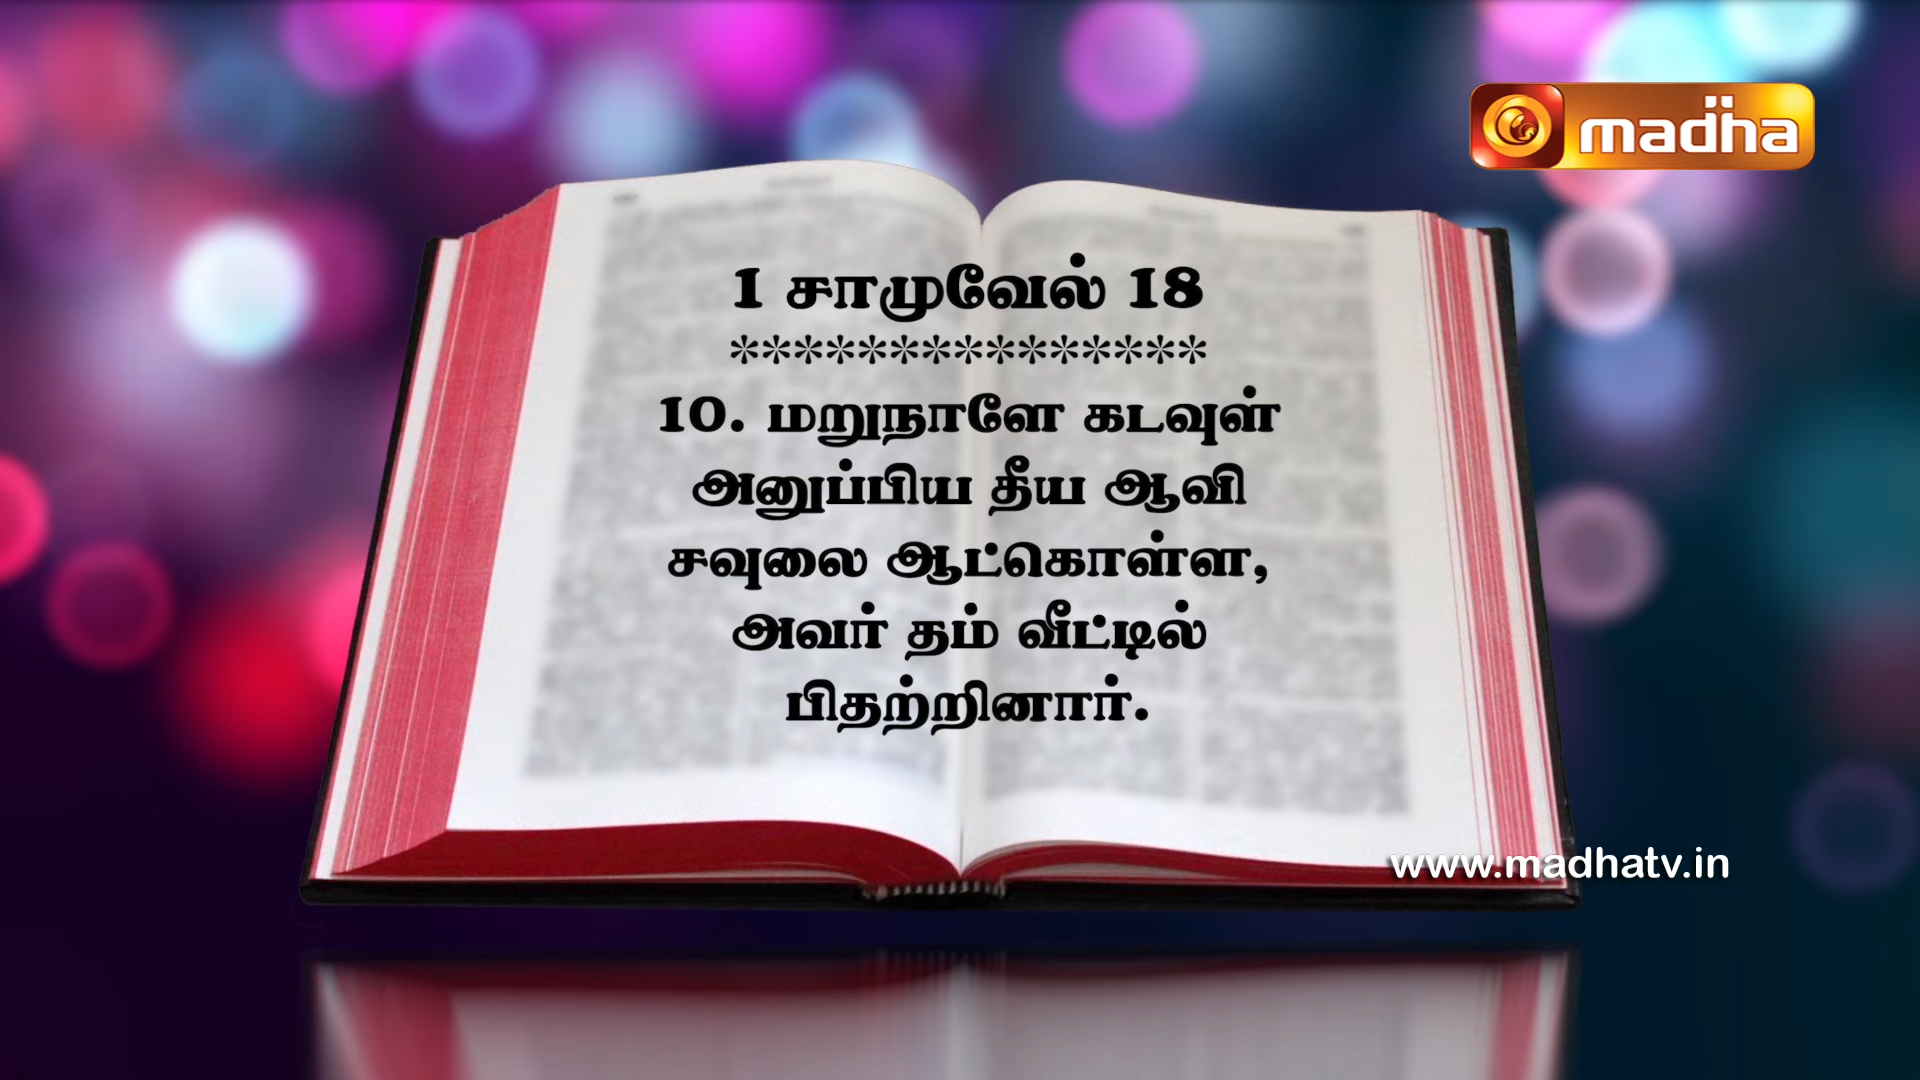 madha
1 சாமுவேல் 18
***************
10. மறுநாளே கடவுள்
அனுப்பிய தீய ஆவி
சவுலை ஆட்கொள்ள,
அவர் தம் வீட்டில்
பிதற்றினார்.
www.madhatv.in